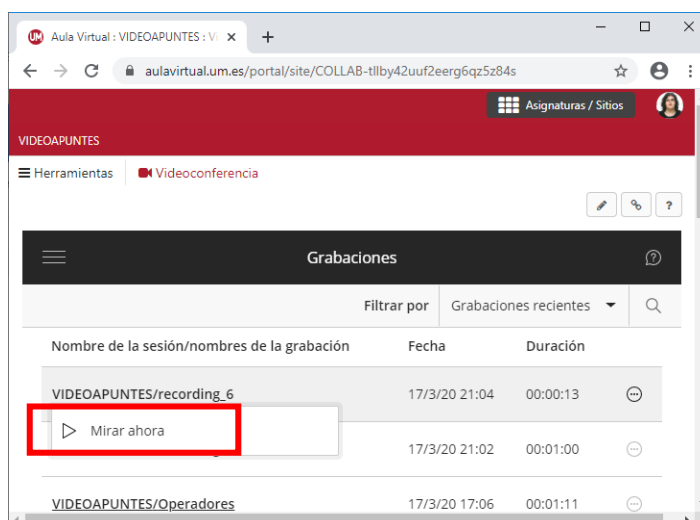 UM Aula Virtual : VIDEOAPUNTES : Vi
aulavirtual.um.es/portal/site/COLLAB-tllby42uuf2eerg6qz5z84s
Asignaturas / Sitios
VIDEOAPUNTES
Herramientas Videoconferencia
?
Grabaciones
Filtrar por Grabaciones recientes
Nombre de la sesión/nombres de la grabación Fecha Duración
VIDEOAPUNTES/recording_6 17/3/20 21:04 00:00:13
Mirar ahora
17/3/20 21:02 00:01:00
VIDEOAPUNTES/Operadores 17/3/20 17:06 00:01:11